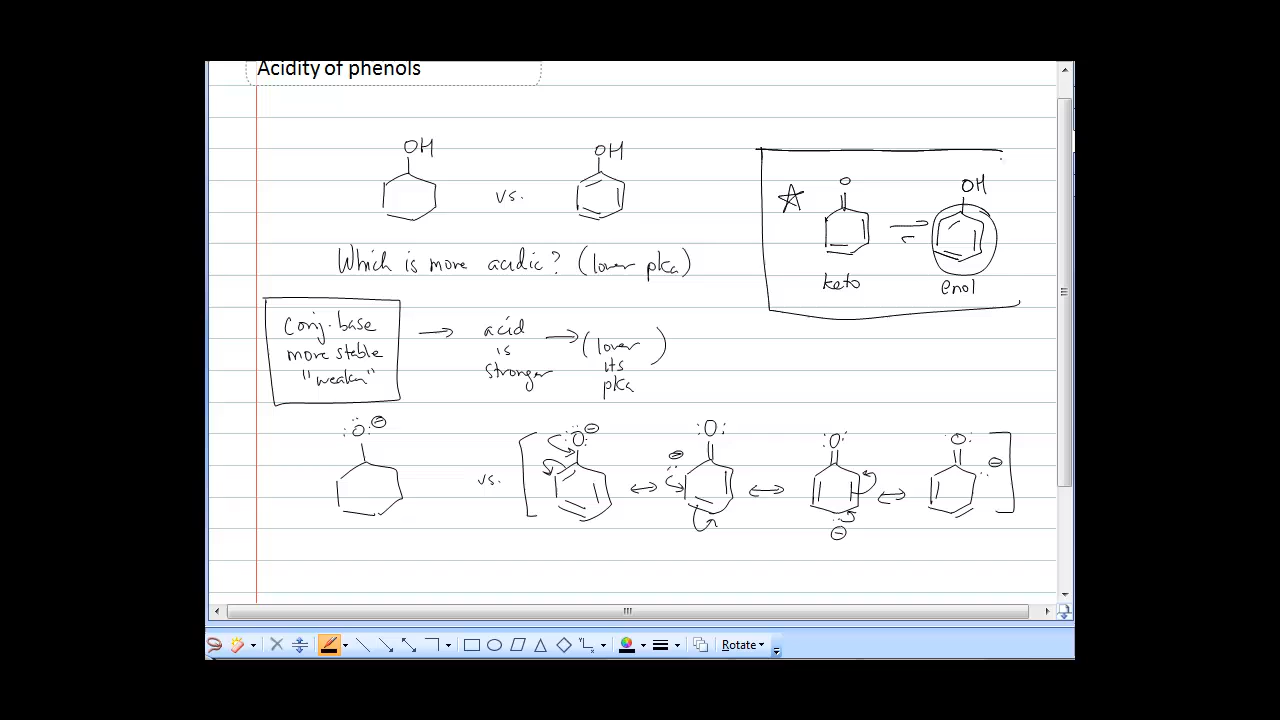 Acidity of phenols
OH
vs.
OH
Which is more acidic? (lower pka)
O
keto
OH
enol
Conj. base
more stable
"weaker"
acid
is
stronger
(lower
its
pka
)
:O: ⊖
vs.
O: ⊖
:O:
⊖
:O:
⊖
:O:
⊖
Rotate